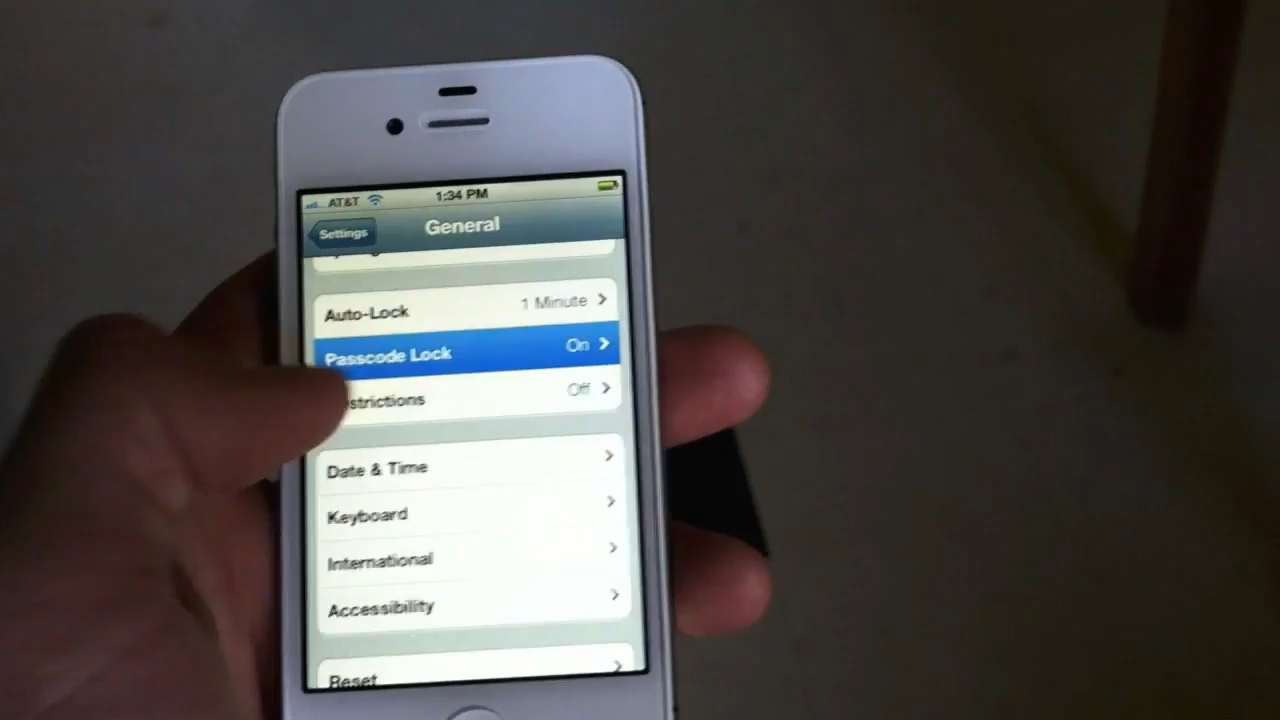 AT&T 1:34 PM
Settings General
Auto-Lock 1 Minute
Passcode Lock On
strictions Off
Date & Time
Keyboard
International
Accessibility
Reset